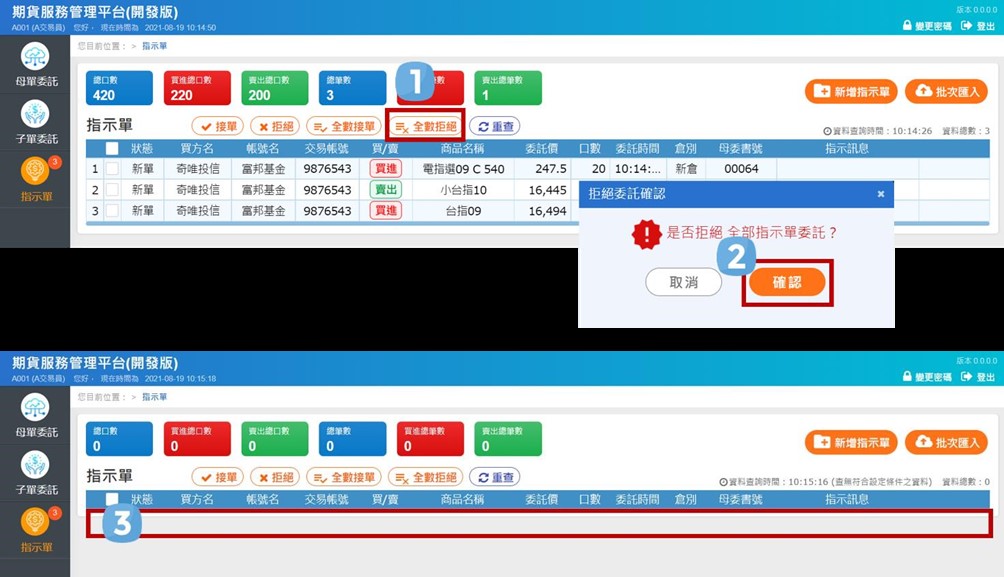 期貨服務管理平台(開發版)
版本 0.0.0.0
A001 (A交易員) 您好， 現在時間為 2021-08-19 10:14:50
變更密碼 登出
您目前位置： > 指示單
母單委託
子單委託
3
指示單
總口數 買進總口數 賣出總口數 總筆數 數 賣出總筆數
420 220 200 3 1
1
新增指示單 批次匯入
指示單 接單 拒絕 全數接單 全數拒絕 重查
資料查詢時間：10:14:26 資料總數：3
狀態 買方名 帳號名 交易帳號 買/賣 商品名稱 委託價 口數 委託時間 倉別 母委書號 指示訊息
1 新單 奇唯投信 富邦基金 9876543 買進 電指選09 C 540 247.5 20 10:14:... 新倉 00064
2 新單 奇唯投信 富邦基金 9876543 賣出 小台指10 16,445
3 新單 奇唯投信 富邦基金 9876543 買進 台指09 16,494
拒絕委託確認 ×
是否拒絕 全部指示單委託？
2
取消 確認
期貨服務管理平台(開發版)
版本 0.0.0.0
A001 (A交易員) 您好， 現在時間為 2021-08-19 10:15:18
變更密碼 登出
您目前位置： > 指示單
母單委託
子單委託
3
指示單
總口數 買進總口數 賣出總口數 總筆數 買進總筆數 賣出總筆數
0 0 0 0 0 0
新增指示單 批次匯入
指示單 接單 拒絕 全數接單 全數拒絕 重查
資料查詢時間：10:15:16 (查無符合設定條件之資料) 資料總數：0
狀態 買方名 帳號名 交易帳號 買/賣 商品名稱 委託價 口數 委託時間 倉別 母委書號 指示訊息
3